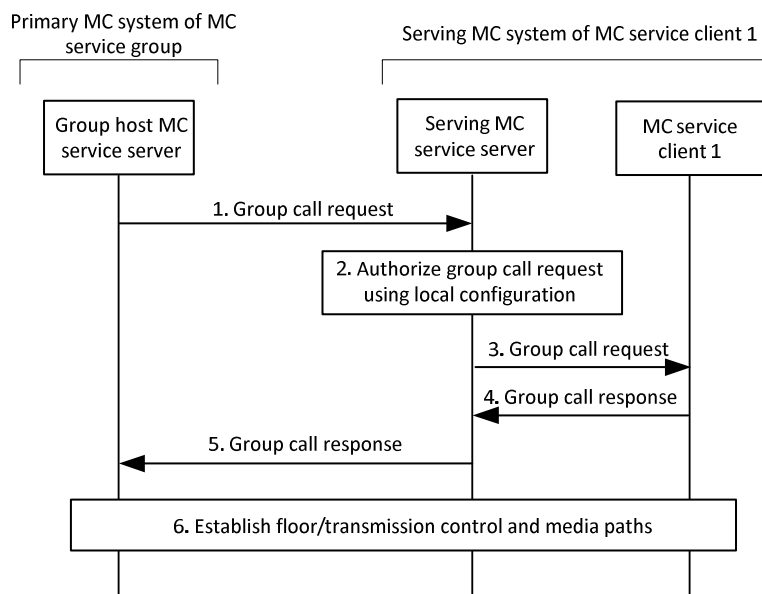 Primary MC system of MC
service group
Serving MC system of MC service client 1
Group host MC
service server
Serving MC
service server
MC service
client 1
1. Group call request
2. Authorize group call request
using local configuration
3. Group call request
4. Group call response
5. Group call response
6. Establish floor/transmission control and media paths